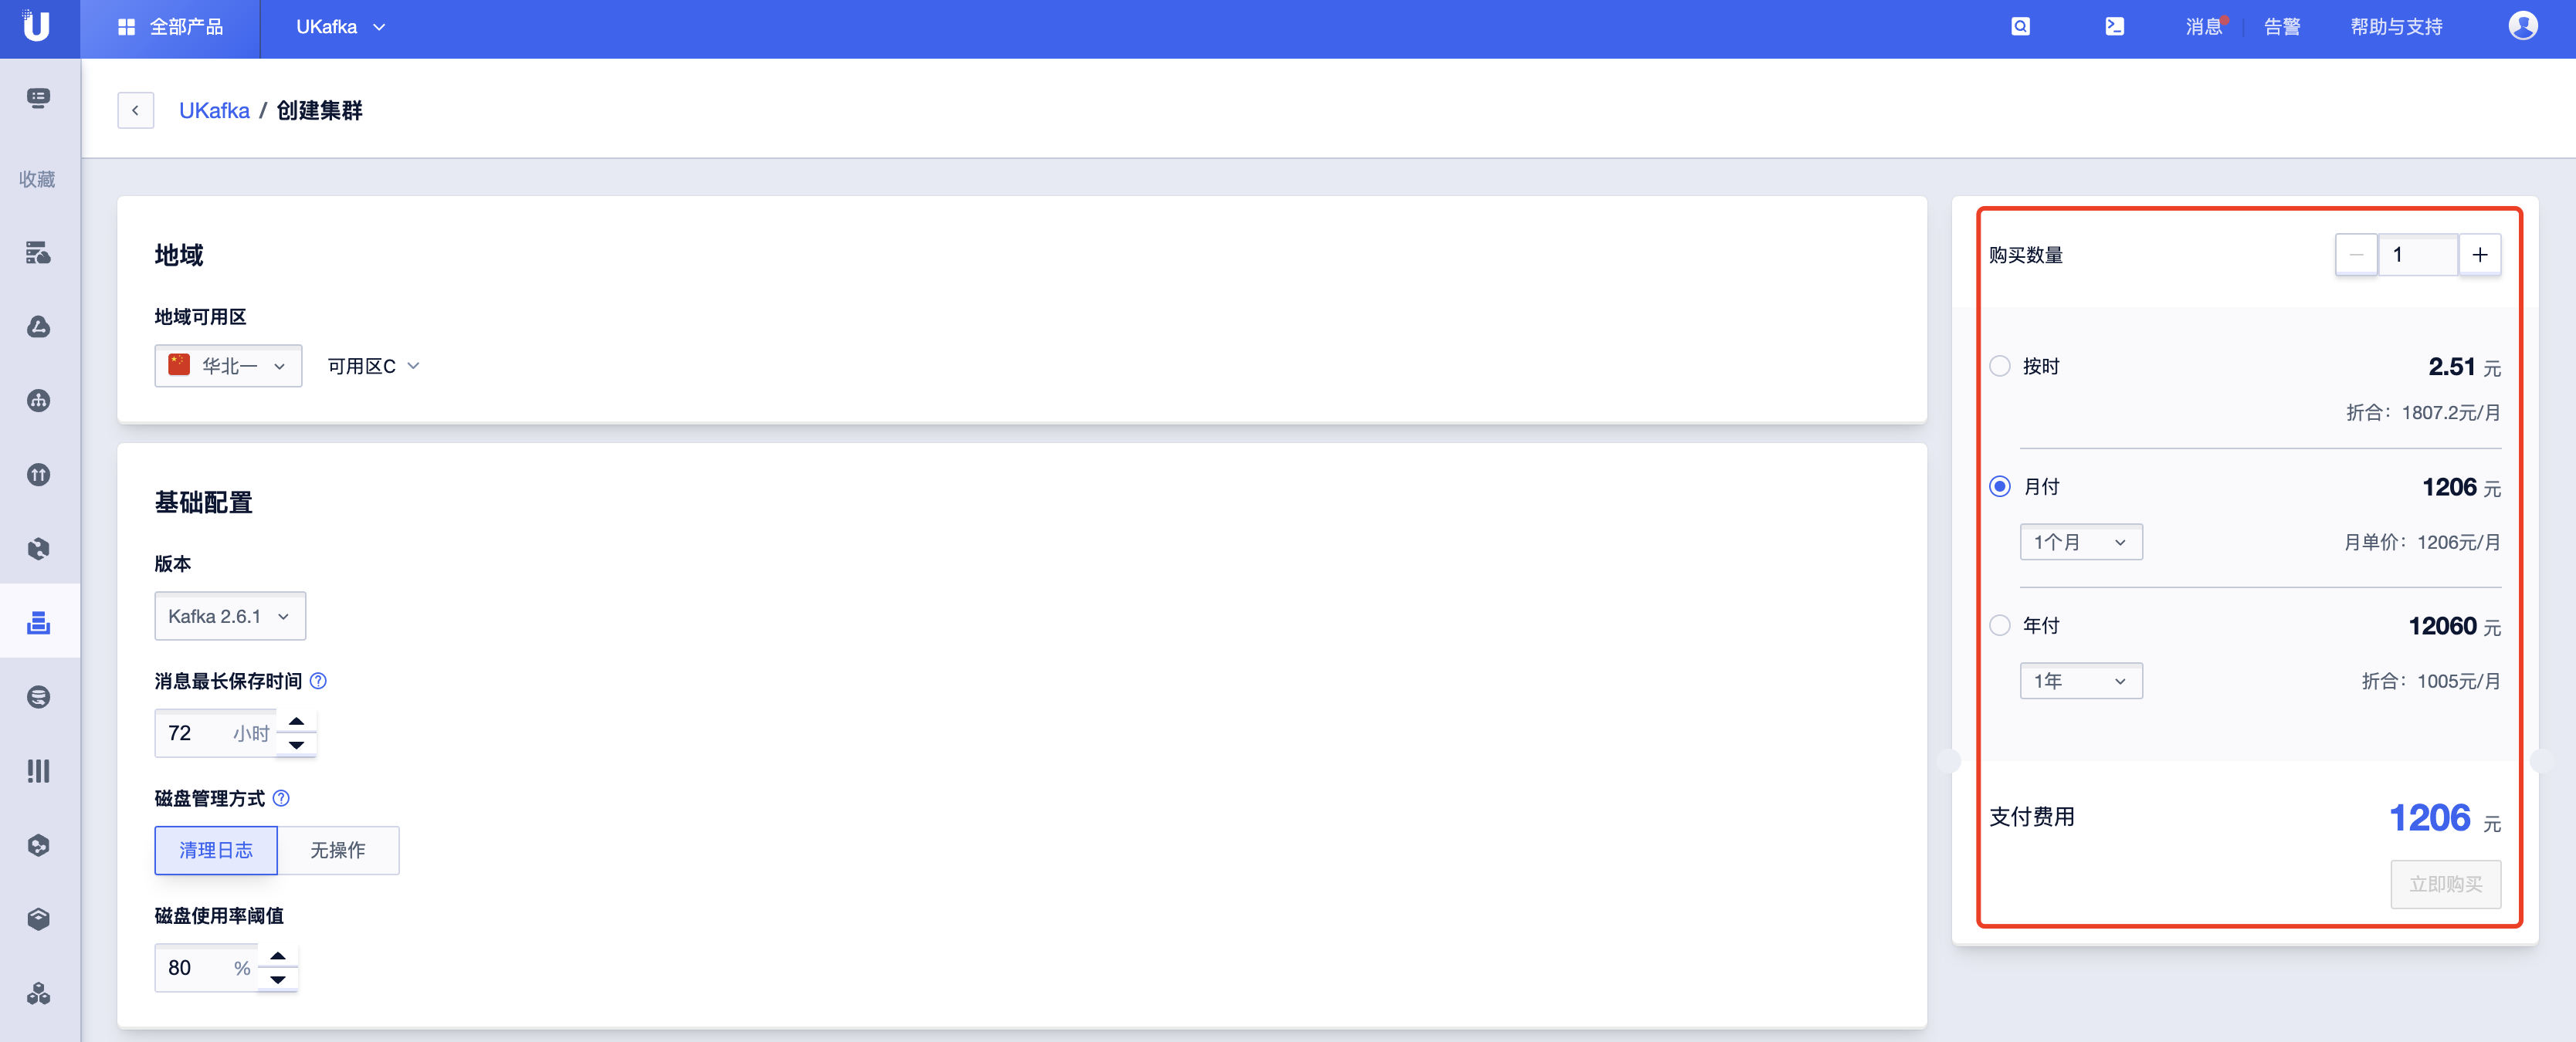 全部产品
UKafka
消息
告警
帮助与支持
收藏
UKafka / 创建集群
地域
地域可用区
华北一
可用区C
基础配置
版本
Kafka 2.6.1
消息最长保存时间
72 小时
磁盘管理方式
清理日志
无操作
磁盘使用率阈值
80 %
购买数量
1
按时
2.51 元
折合：1807.2元/月
月付
1206 元
1个月
月单价：1206元/月
年付
12060 元
1年
折合：1005元/月
支付费用
1206 元
立即购买